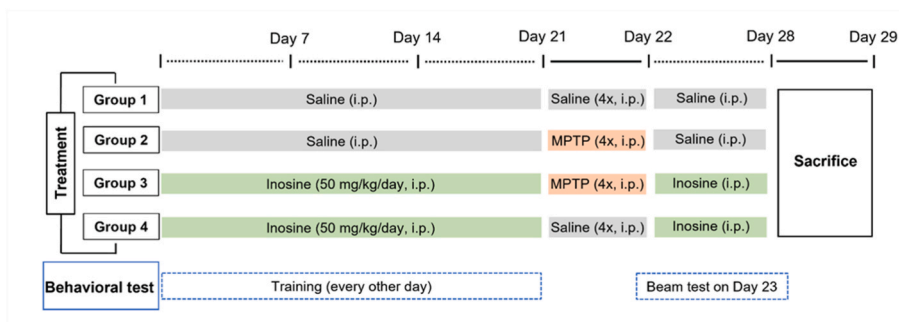 Day 7 Day 14 Day 21 Day 22 Day 28 Day 29
Treatment
Group 1 Saline (i.p.) Saline (4x, i.p.) Saline (i.p.)
Group 2 Saline (i.p.) MPTP (4x, i.p.) Saline (i.p.)
Group 3 Inosine (50 mg/kg/day, i.p.) MPTP (4x, i.p.) Inosine (i.p.)
Group 4 Inosine (50 mg/kg/day, i.p.) Saline (4x, i.p.) Inosine (i.p.)
Sacrifice
Behavioral test Training (every other day) Beam test on Day 23